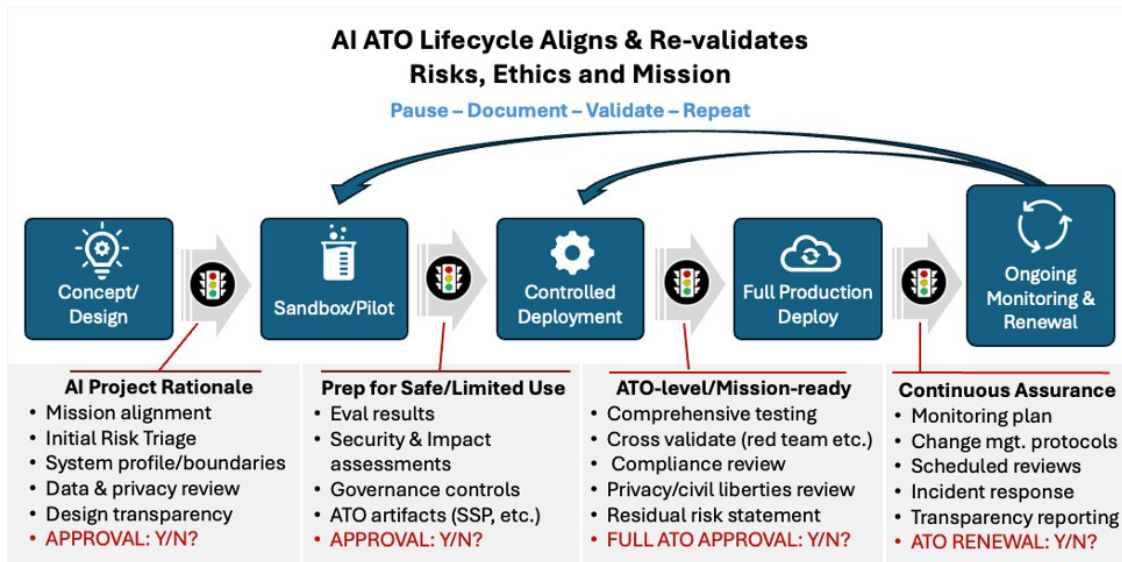 AI ATO Lifecycle Aligns & Re-validates
Risks, Ethics and Mission
Pause – Document – Validate – Repeat
Concept/
Design
Sandbox/Pilot
Controlled
Deployment
Full Production
Deploy
Ongoing
Monitoring &
Renewal
AI Project Rationale
• Mission alignment
• Initial Risk Triage
• System profile/boundaries
• Data & privacy review
• Design transparency
• APPROVAL: Y/N?
Prep for Safe/Limited Use
• Eval results
• Security & Impact
assessments
• Governance controls
• ATO artifacts (SSP, etc.)
• APPROVAL: Y/N?
ATO-level/Mission-ready
• Comprehensive testing
• Cross validate (red team etc.)
• Compliance review
• Privacy/civil liberties review
• Residual risk statement
• FULL ATO APPROVAL: Y/N?
Continuous Assurance
• Monitoring plan
• Change mgt. protocols
• Scheduled reviews
• Incident response
• Transparency reporting
• ATO RENEWAL: Y/N?